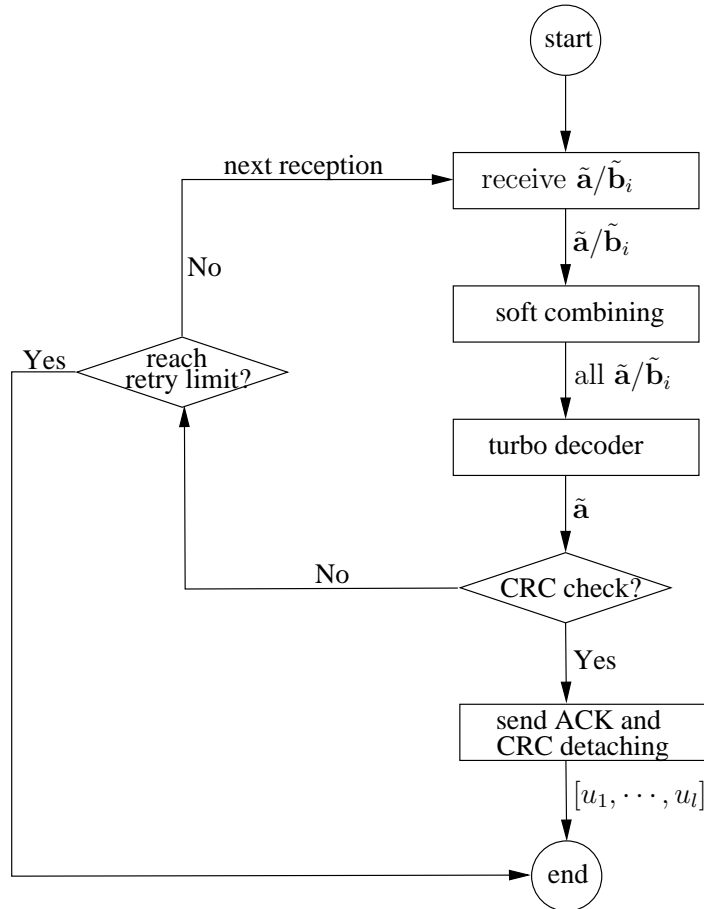 start
next reception
receive ã/b̃ᵢ
ã/b̃ᵢ
No
soft combining
Yes
reach
retry limit?
all ã/b̃ᵢ
turbo decoder
ã
No
CRC check?
Yes
send ACK and
CRC detaching
[u₁, ⋯, uₗ]
end